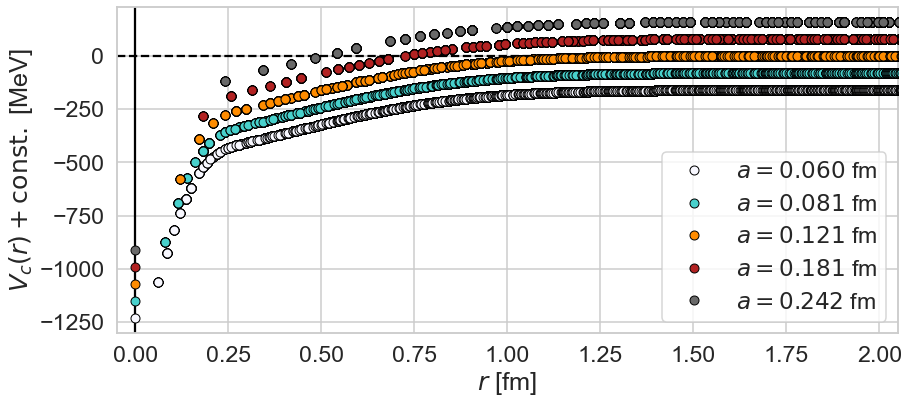 V_c(r) + const. [MeV]
0
−250
−500
−750
−1000
−1250
0.00 0.25 0.50 0.75 1.00 1.25 1.50 1.75 2.00
r [fm]
a = 0.060 fm
a = 0.081 fm
a = 0.121 fm
a = 0.181 fm
a = 0.242 fm